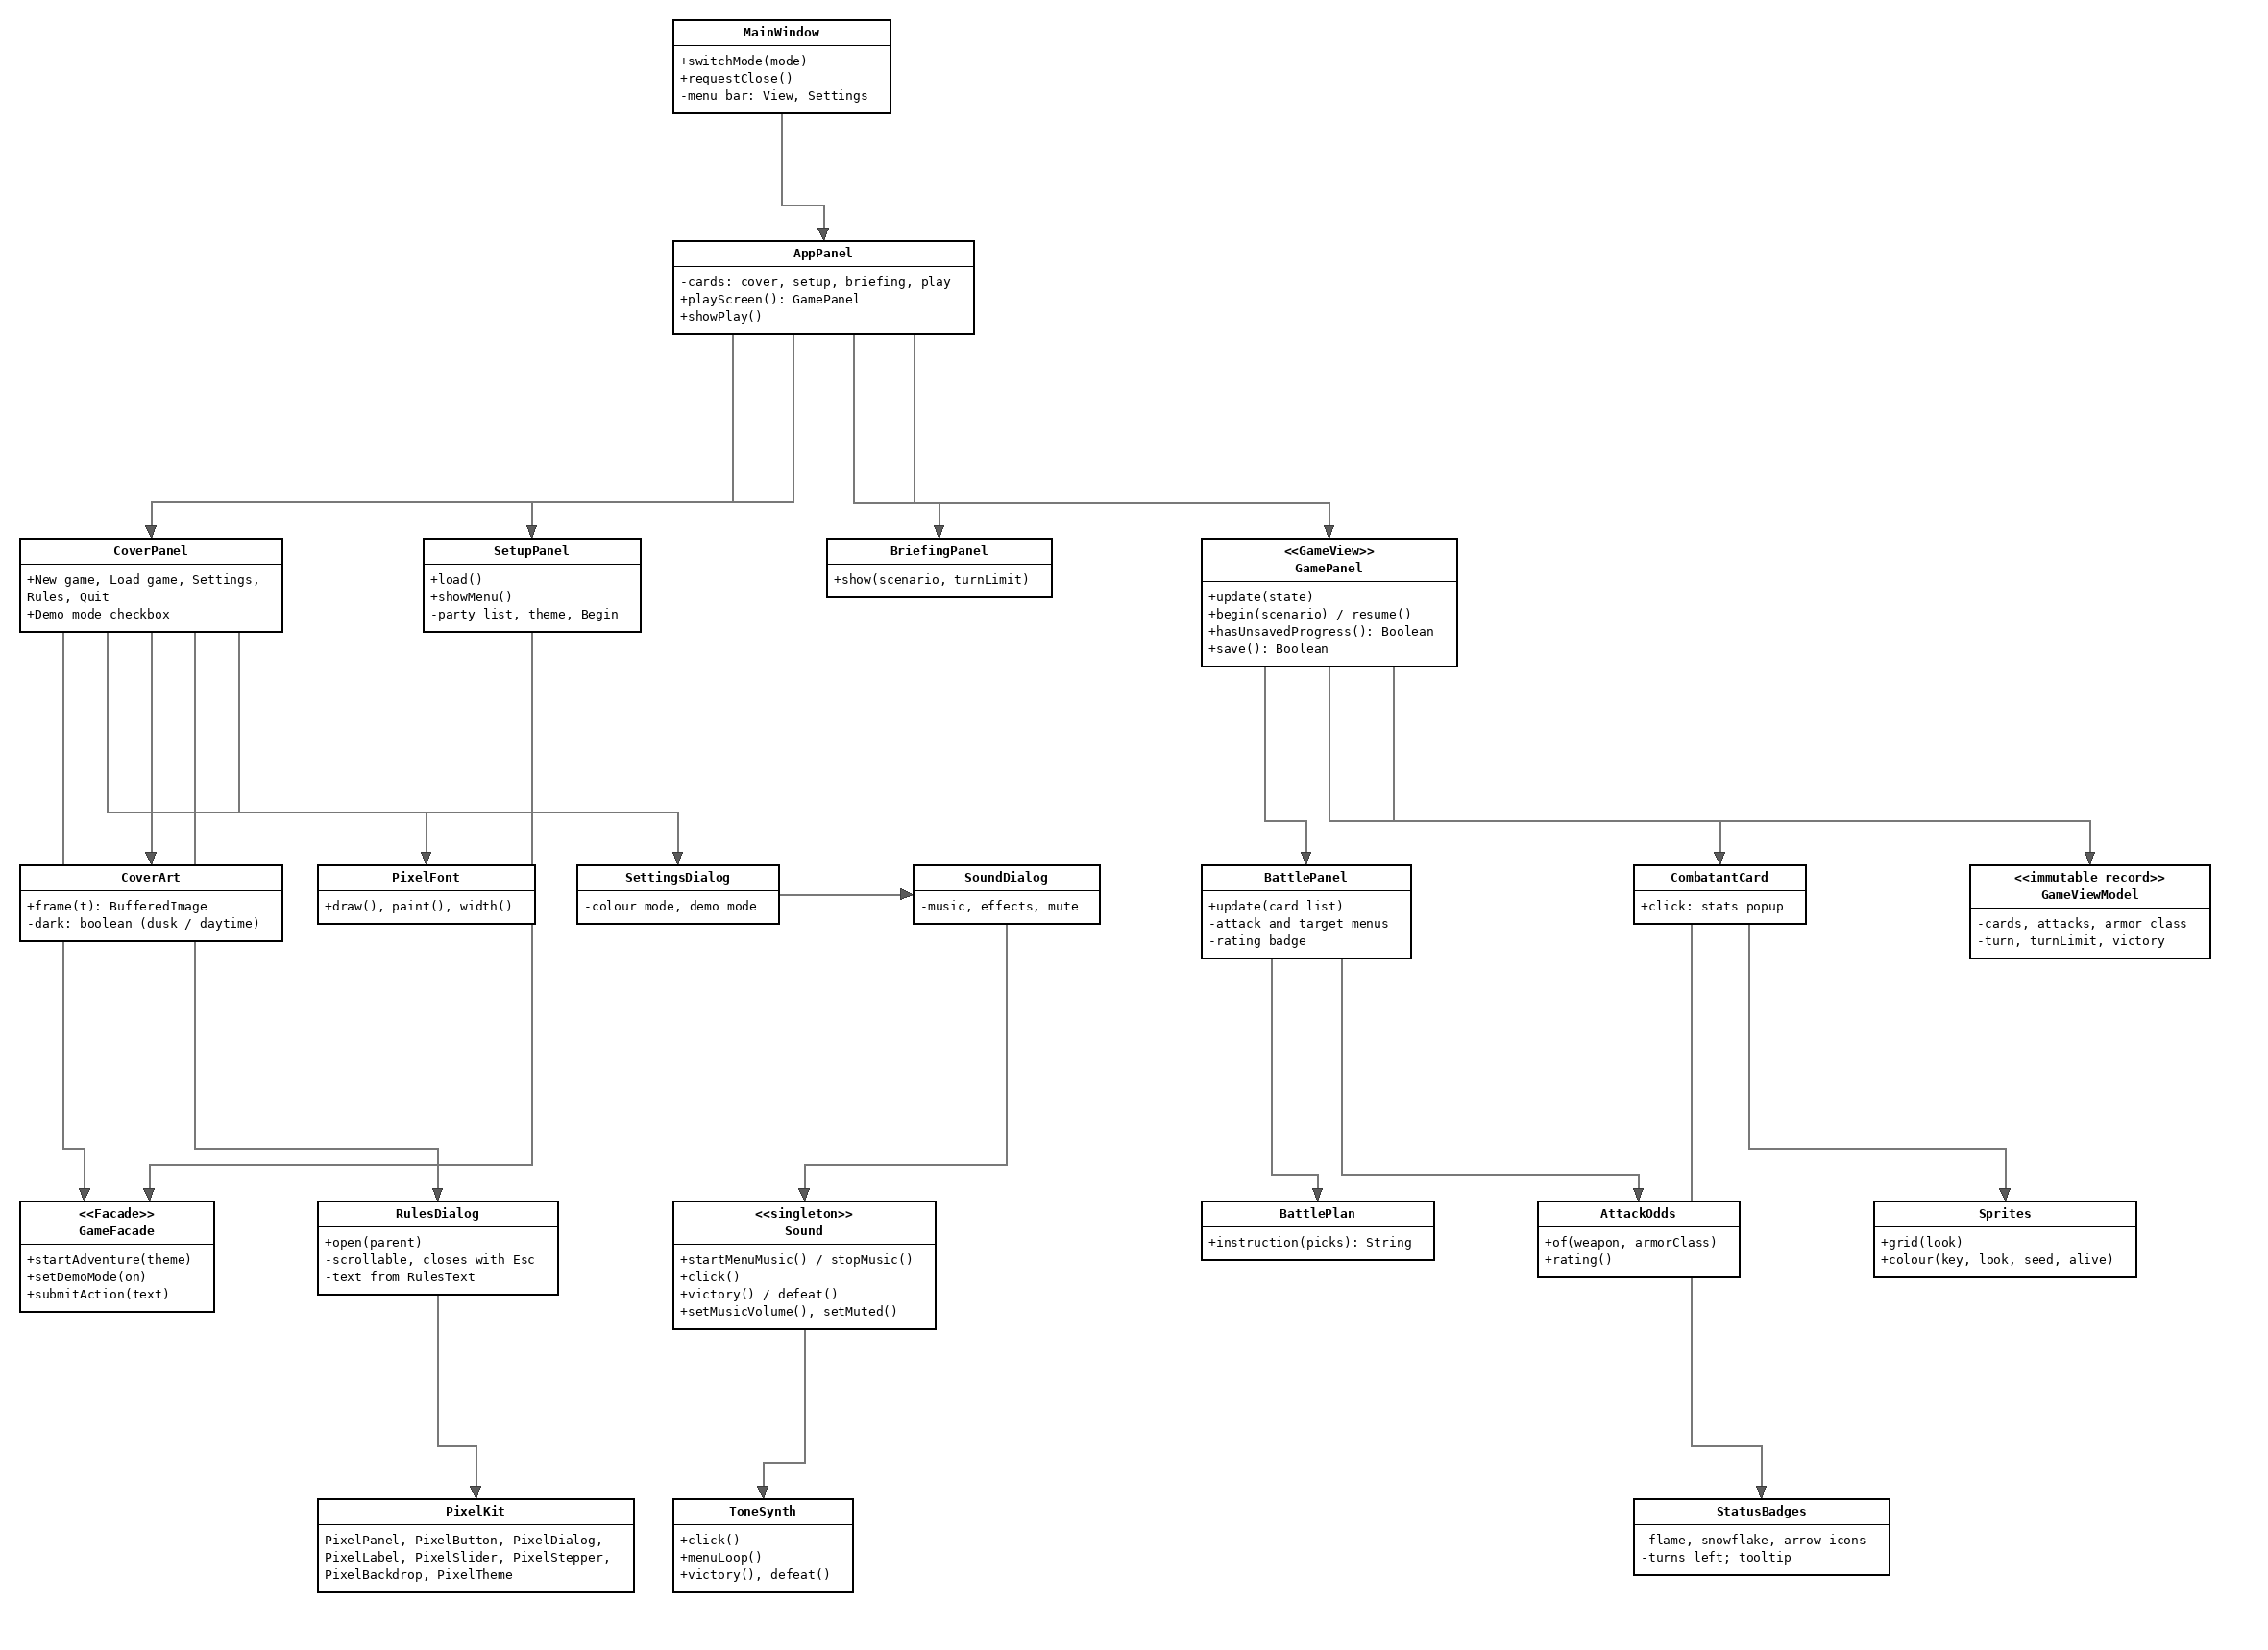 MainWindow
+switchMode(mode)
+requestClose()
-menu bar: View, Settings
AppPanel
-cards: cover, setup, briefing, play
+playScreen(): GamePanel
+showPlay()
CoverPanel
+New game, Load game, Settings,
Rules, Quit
+Demo mode checkbox
SetupPanel
+load()
+showMenu()
-party list, theme, Begin
BriefingPanel
+show(scenario, turnLimit)
<<GameView>>
GamePanel
+update(state)
+begin(scenario) / resume()
+hasUnsavedProgress(): Boolean
+save(): Boolean
CoverArt
+frame(t): BufferedImage
-dark: boolean (dusk / daytime)
PixelFont
+draw(), paint(), width()
SettingsDialog
-colour mode, demo mode
SoundDialog
-music, effects, mute
BattlePanel
+update(card list)
-attack and target menus
-rating badge
CombatantCard
+click: stats popup
<<immutable record>>
GameViewModel
-cards, attacks, armor class
-turn, turnLimit, victory
<<Facade>>
GameFacade
+startAdventure(theme)
+setDemoMode(on)
+submitAction(text)
RulesDialog
+open(parent)
-scrollable, closes with Esc
-text from RulesText
<<singleton>>
Sound
+startMenuMusic() / stopMusic()
+click()
+victory() / defeat()
+setMusicVolume(), setMuted()
BattlePlan
+instruction(picks): String
AttackOdds
+of(weapon, armorClass)
+rating()
Sprites
+grid(look)
+colour(key, look, seed, alive)
PixelKit
PixelPanel, PixelButton, PixelDialog,
PixelLabel, PixelSlider, PixelStepper,
PixelBackdrop, PixelTheme
ToneSynth
+click()
+menuLoop()
+victory(), defeat()
StatusBadges
-flame, snowflake, arrow icons
-turns left; tooltip